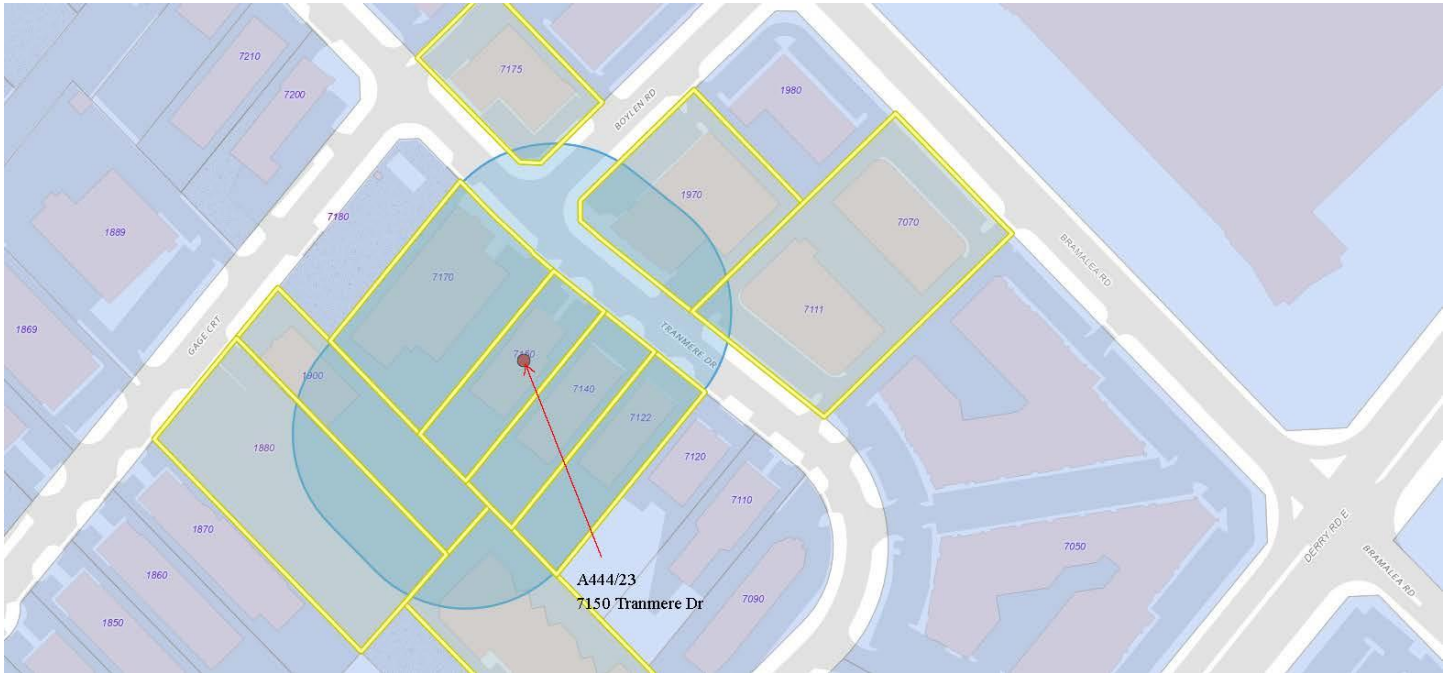 7210
7175
1980
7200
BOYLEN RD
1970
7180
1889
7070
BRAMALEA RD
7170
7111
1869
GAGE CRT
TRANMERE DR
7150
1900
7140
7122
1880
7120
7110
1870
7050
DERRY RD E
BRAMALEA RD
1860
A444/23
7150 Tranmere Dr
7090
1850